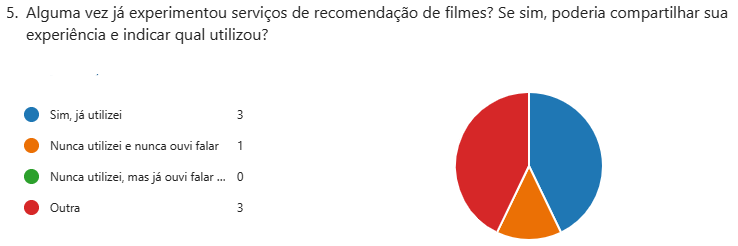 5. Alguma vez já experimentou serviços de recomendação de filmes? Se sim, poderia compartilhar sua
experiência e indicar qual utilizou?
Sim, já utilizei 3
Nunca utilizei e nunca ouvi falar 1
Nunca utilizei, mas já ouvi falar ... 0
Outra 3